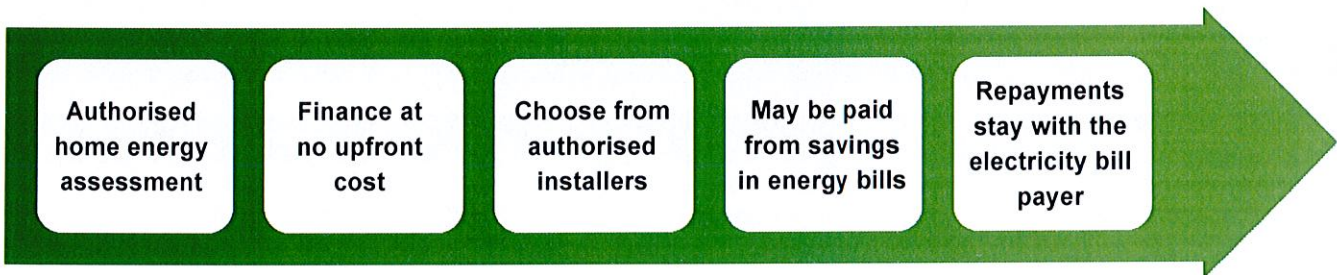 Authorised
home energy
assessment
Finance at
no upfront
cost
Choose from
authorised
installers
May be paid
from savings
in energy bills
Repayments
stay with the
electricity bill
payer